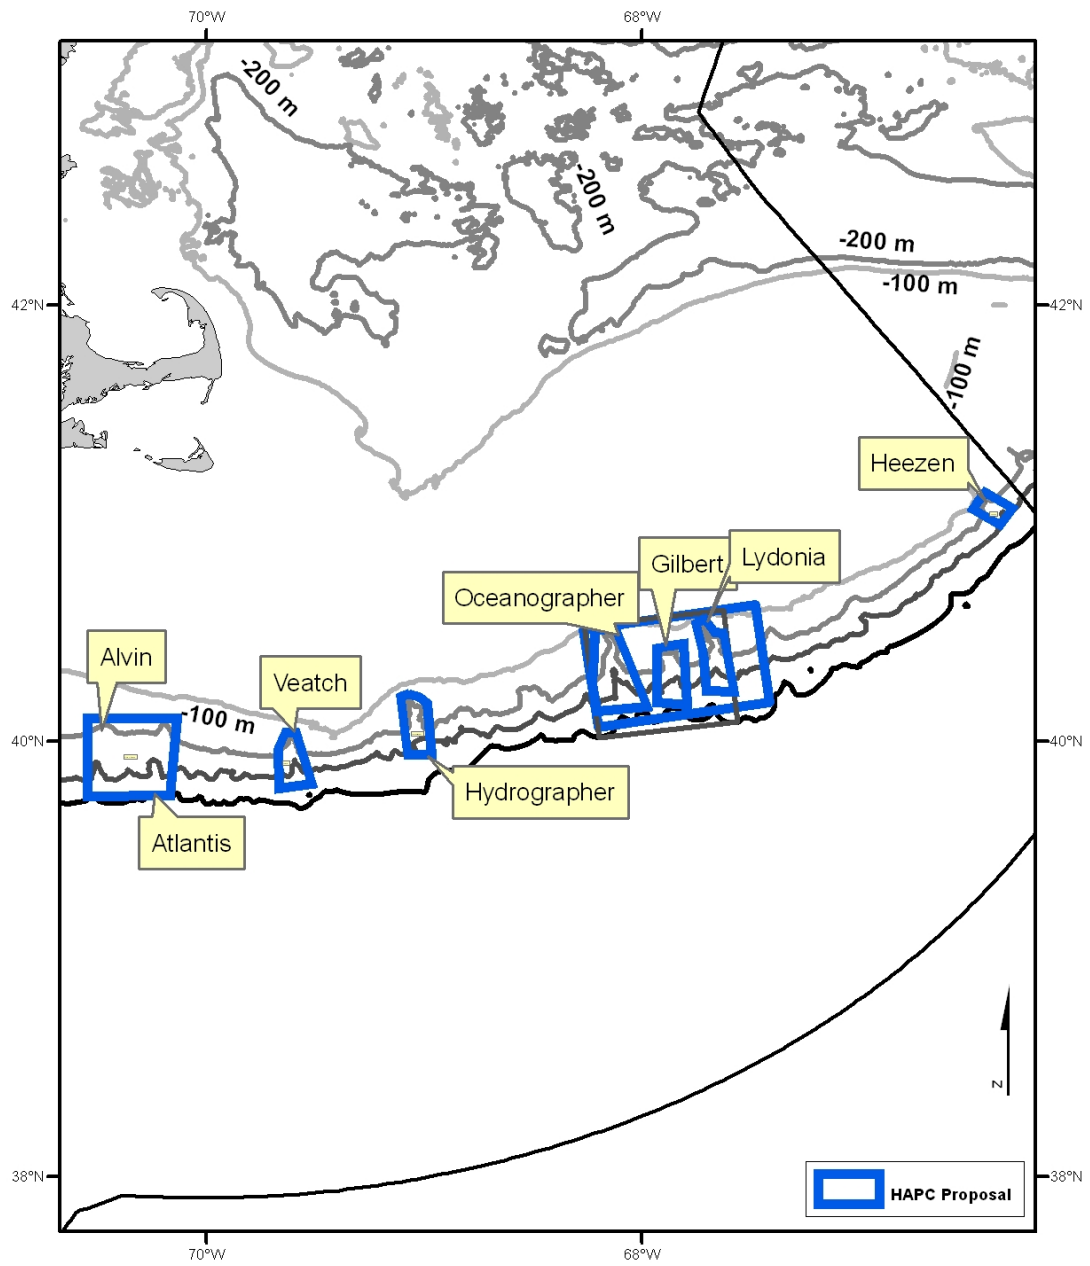 70°W
68°W
-200 m
-200 m
-200 m
-100 m
42°N
42°N
-100 m
Heezen
Gilbert
Lydonia
Oceanographer
Alvin
Veatch
-100 m
40°N
40°N
Hydrographer
Atlantis
N
38°N
38°N
HAPC Proposal
70°W
68°W